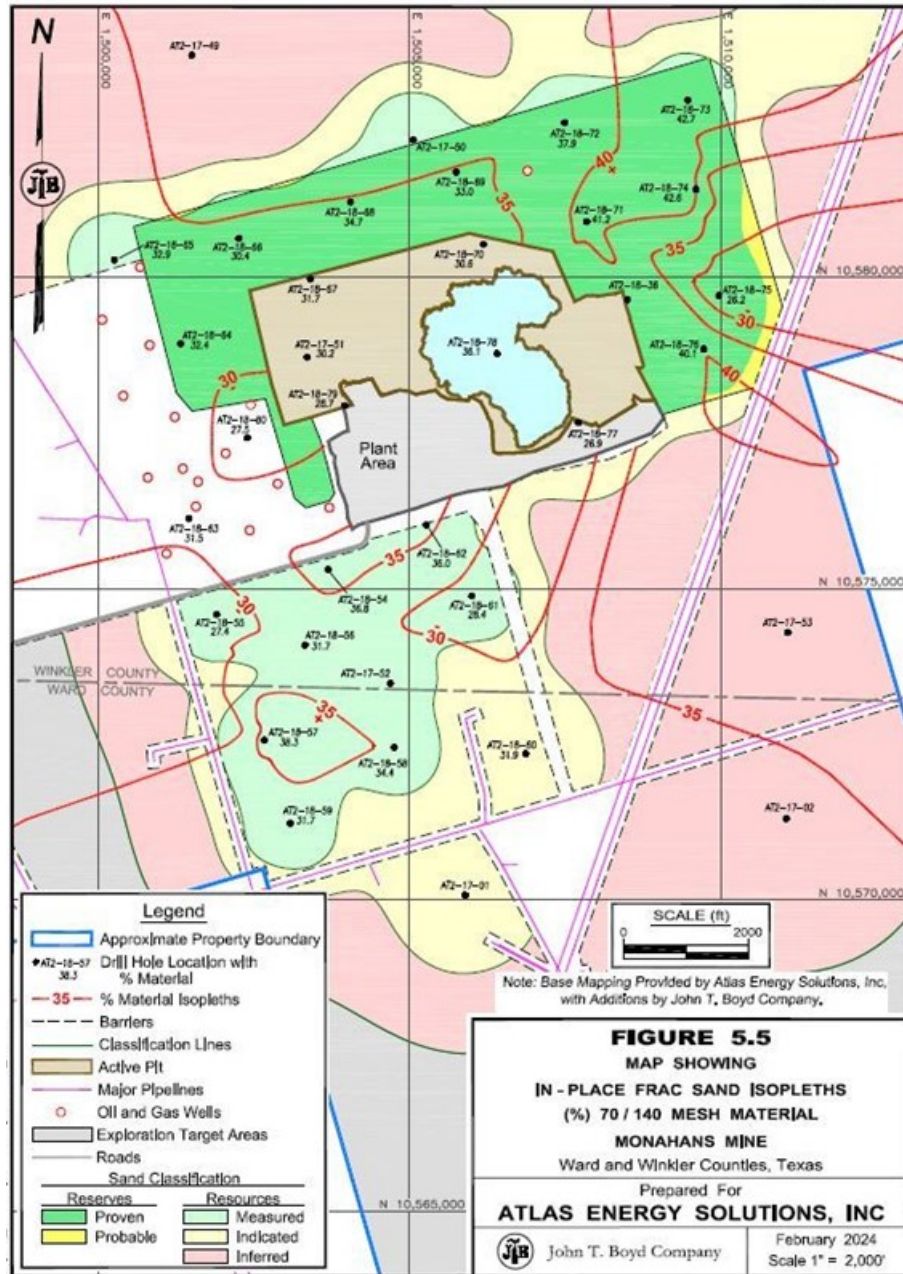 N
JTB
E 1,500,000
E 1,505,000
E 1,510,000
AT2-17-49
AT2-18-73
42.7
AT2-18-72
37.9
AT2-17-50
40
AT2-18-69
33.0
35
AT2-18-74
42.6
AT2-18-68
34.7
AT2-18-71
41.2
AT2-18-65
32.9
AT2-18-66
30.4
AT2-18-70
30.6
35
N 10,580,000
AT2-18-67
31.7
AT2-18-36
AT2-18-75
26.2
30
AT2-18-64
32.4
AT2-17-51
30.2
AT2-18-78
36.1
AT2-18-76
40.1
30
40
AT2-18-79
AT2-18-80
27.5
Plant
Area
AT2-18-77
26.9
AT2-18-63
31.5
35
AT2-18-62
36.0
N 10,575,000
AT2-18-54
36.8
30
AT2-18-55
27.4
AT2-18-61
26.4
30
AT2-18-56
31.7
AT2-17-53
WINKLER COUNTY
WARD COUNTY
AT2-17-52
35
35
AT2-18-57
38.3
AT2-18-58
34.4
AT2-18-60
31.9
AT2-18-59
31.7
AT2-17-02
AT2-17-01
N 10,570,000
SCALE (ft)
0 2000
Note: Base Mapping Provided by Atlas Energy Solutions, Inc,
with Additions by John T. Boyd Company.
N 10,565,000
Legend
Approximate Property Boundary
AT2-18-57
38.3
Drill Hole Location with
% Material
35 % Material Isopleths
Barriers
Classification Lines
Active Pit
Major Pipelines
Oil and Gas Wells
Exploration Target Areas
Roads
Sand Classification
Reserves Resources
Proven Measured
Probable Indicated
Inferred
FIGURE 5.5
MAP SHOWING
IN - PLACE FRAC SAND ISOPLETHS
(%) 70 / 140 MESH MATERIAL
MONAHANS MINE
Ward and Winkler Counties, Texas
Prepared For
ATLAS ENERGY SOLUTIONS, INC
JTB John T. Boyd Company
February 2024
Scale 1" = 2,000'